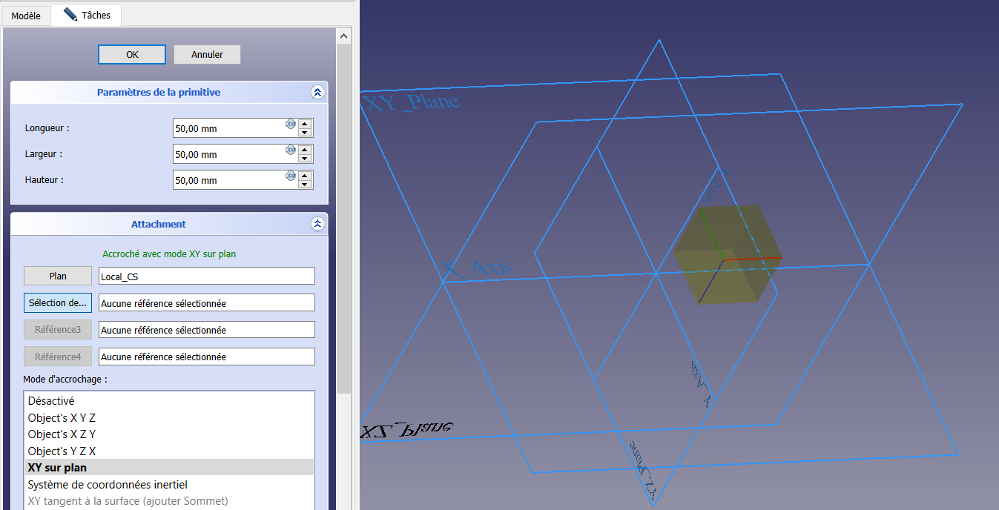 Modèle
Tâches
OK
Annuler
Paramètres de la primitive
Longueur :
50,00 mm
Largeur :
50,00 mm
Hauteur :
50,00 mm
Attachment
Accroché avec mode XY sur plan
Plan
Local_CS
Sélection de...
Aucune référence sélectionnée
Référence3
Aucune référence sélectionnée
Référence4
Aucune référence sélectionnée
Mode d'accrochage :
Désactivé
Object's X Y Z
Object's X Z Y
Object's Y Z X
XY sur plan
Système de coordonnées inertiel
XY tangent à la surface (ajouter Sommet)
XY_Plane
X_Axis
XZ_Plane